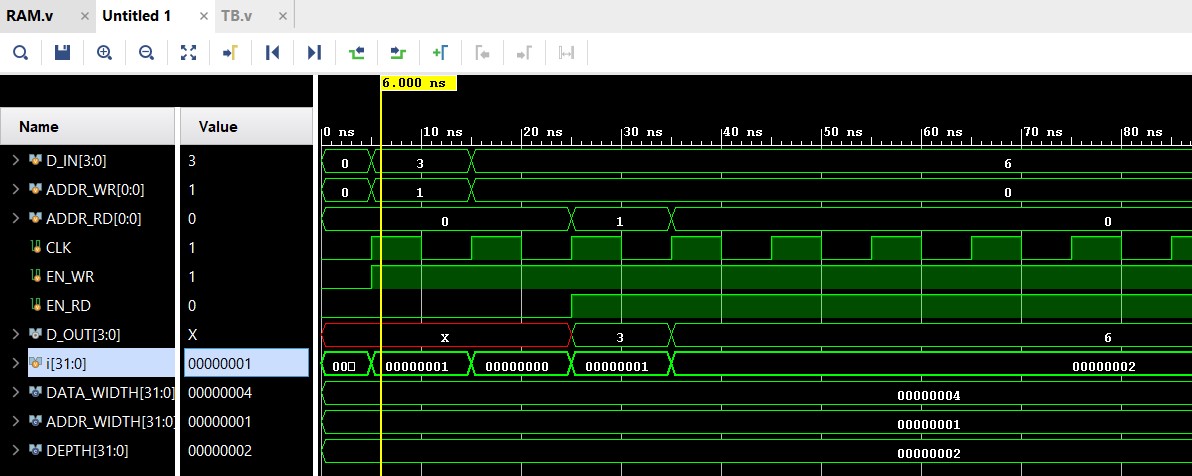 RAM.v × Untitled 1 × TB.v ×
6.000 ns
Name Value
0 ns 10 ns 20 ns 30 ns 40 ns 50 ns 60 ns 70 ns 80 ns
D_IN[3:0] 3 0 3 6
ADDR_WR[0:0] 1 0 1 0
ADDR_RD[0:0] 0 0 1 0
CLK 1
EN_WR 1
EN_RD 0
D_OUT[3:0] X X 3 6
i[31:0] 00000001 00 00000001 00000000 00000001 00000002
DATA_WIDTH[31:0] 00000004 00000004
ADDR_WIDTH[31:0] 00000001 00000001
DEPTH[31:0] 00000002 00000002